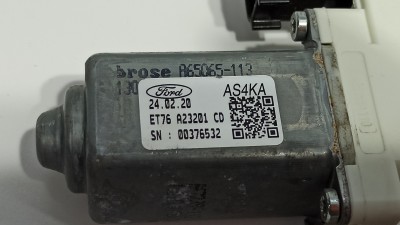 brose A65065-113
130
Ford AS4KA
24.02.20
ET76 A23201 CD
SN : 00376532